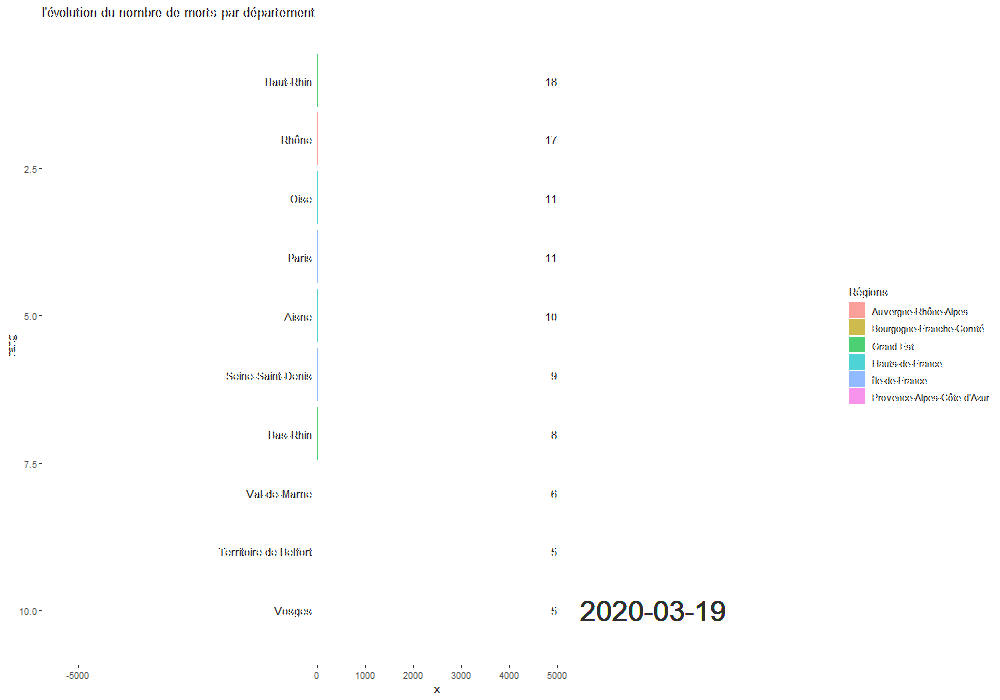 l'évolution du nombre de morts par département
Haut-Rhin 18
Rhône 17
2.5
Oise 11
Paris 11
5.0
Aisne 10
rang
Seine-Saint-Denis 9
Bas-Rhin 8
7.5
Val-de-Marne 6
Territoire de Belfort 5
10.0 Vosges 5 2020-03-19
-5000 0 1000 2000 3000 4000 5000
x
Régions
Auvergne-Rhône-Alpes
Bourgogne-Franche-Comté
Grand Est
Hauts-de-France
Île-de-France
Provence-Alpes-Côte d'Azur